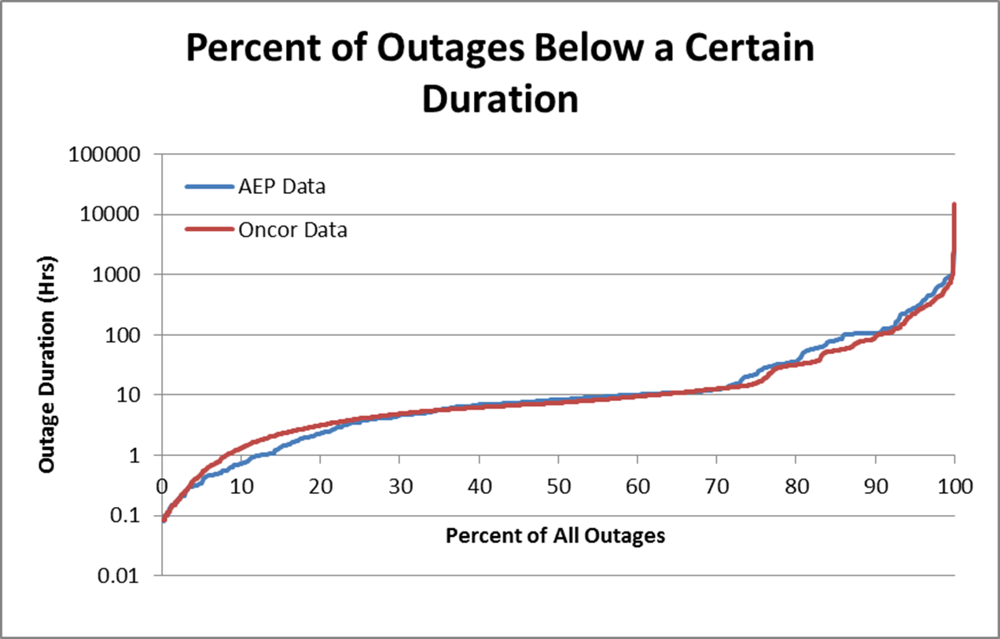 Percent of Outages Below a Certain
Duration
100000
10000
1000
100
10
1
0.1
0.01
AEP Data
Oncor Data
Outage Duration (Hrs)
0 10 20 30 40 50 60 70 80 90 100
Percent of All Outages